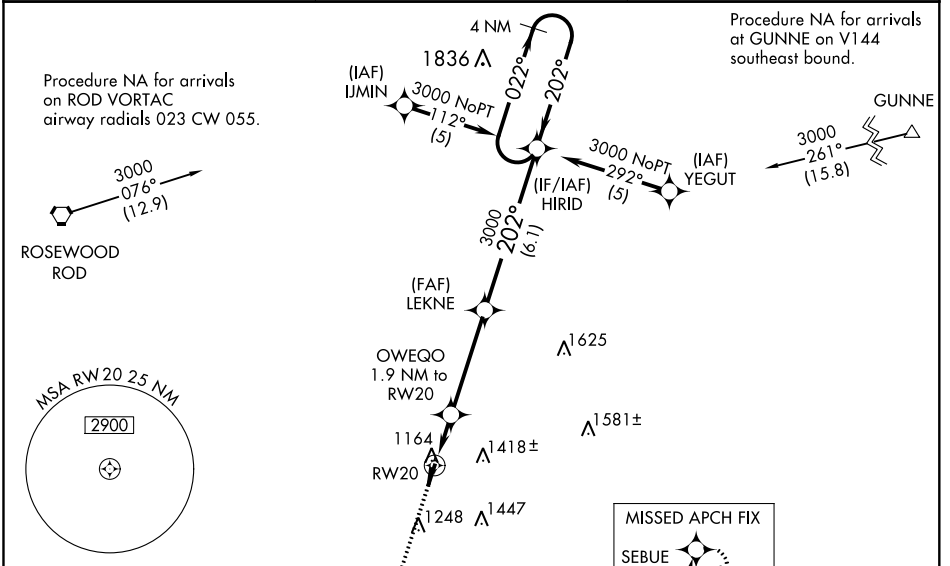 Procedure NA for arrivals
on ROD VORTAC
airway radials 023 CW 055.
4 NM
1836
022°
202°
Procedure NA for arrivals
at GUNNE on V144
southeast bound.
(IAF)
IJMIN
3000 NoPT
112°
(5)
GUNNE
3000
261°
(15.8)
3000 NoPT
292°
(5)
(IAF)
YEGUT
(IF/IAF)
HIRID
3000
076°
(12.9)
ROSEWOOD
ROD
3000
202°
(6.1)
(FAF)
LEKNE
1625
OWEQO
1.9 NM to
RW20
MSA RW20 25 NM
2900
1581±
1164
1418±
RW20
1248
1447
MISSED APCH FIX
SEBUE